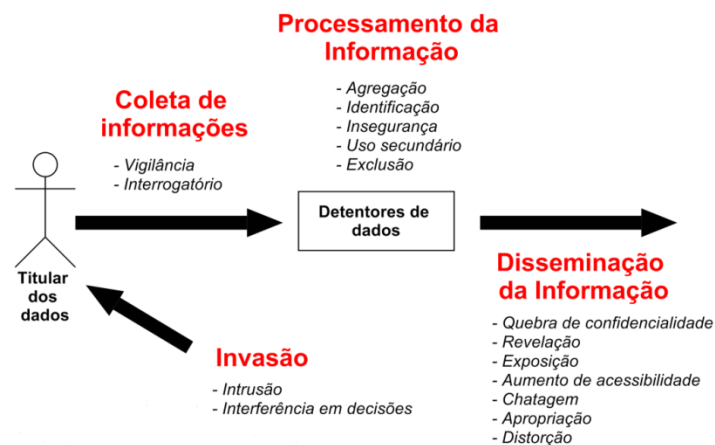 Processamento da
Informação
- Agregação
- Identificação
- Insegurança
- Uso secundário
- Exclusão
Coleta de
informações
- Vigilância
- Interrogatório
Titular
dos
dados
Detentores de
dados
Disseminação
da Informação
- Quebra de confidencialidade
- Revelação
- Exposição
- Aumento de acessibilidade
- Chatagem
- Apropriação
- Distorção
Invasão
- Intrusão
- Interferência em decisões